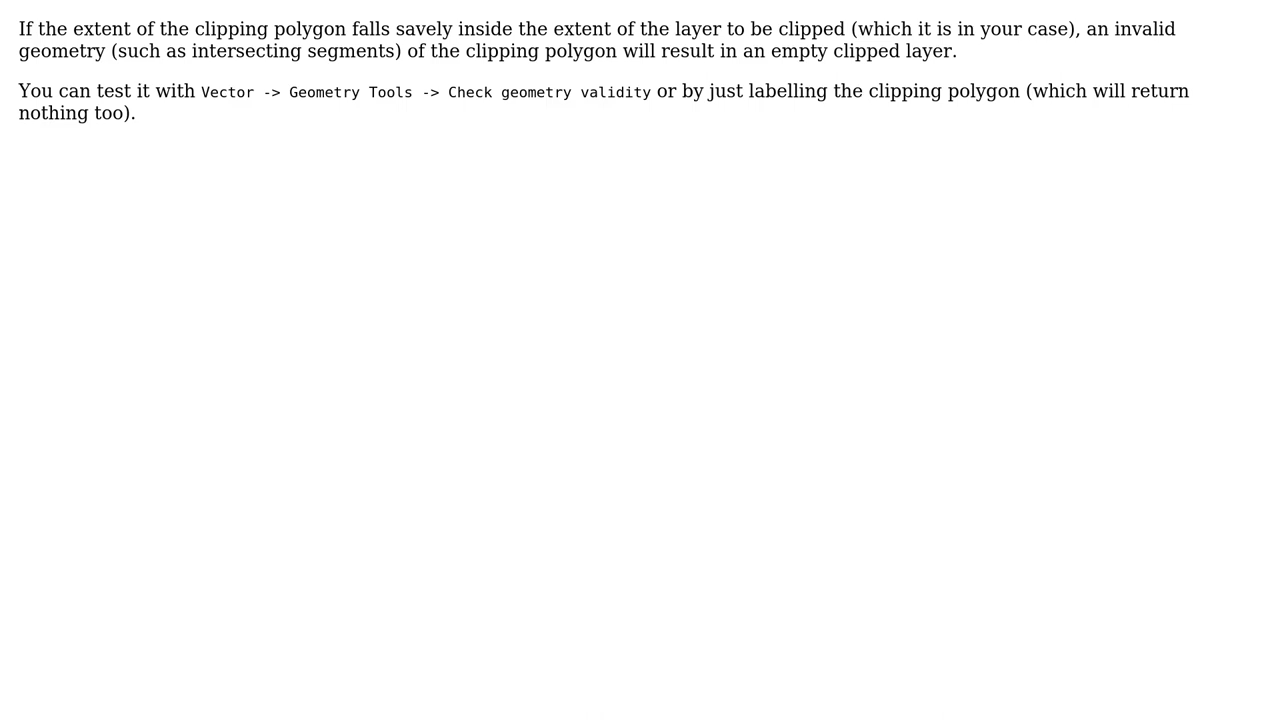 If the extent of the clipping polygon falls savely inside the extent of the layer to be clipped (which it is in your case), an invalid
geometry (such as intersecting segments) of the clipping polygon will result in an empty clipped layer.
You can test it with Vector -> Geometry Tools -> Check geometry validity or by just labelling the clipping polygon (which will return
nothing too).